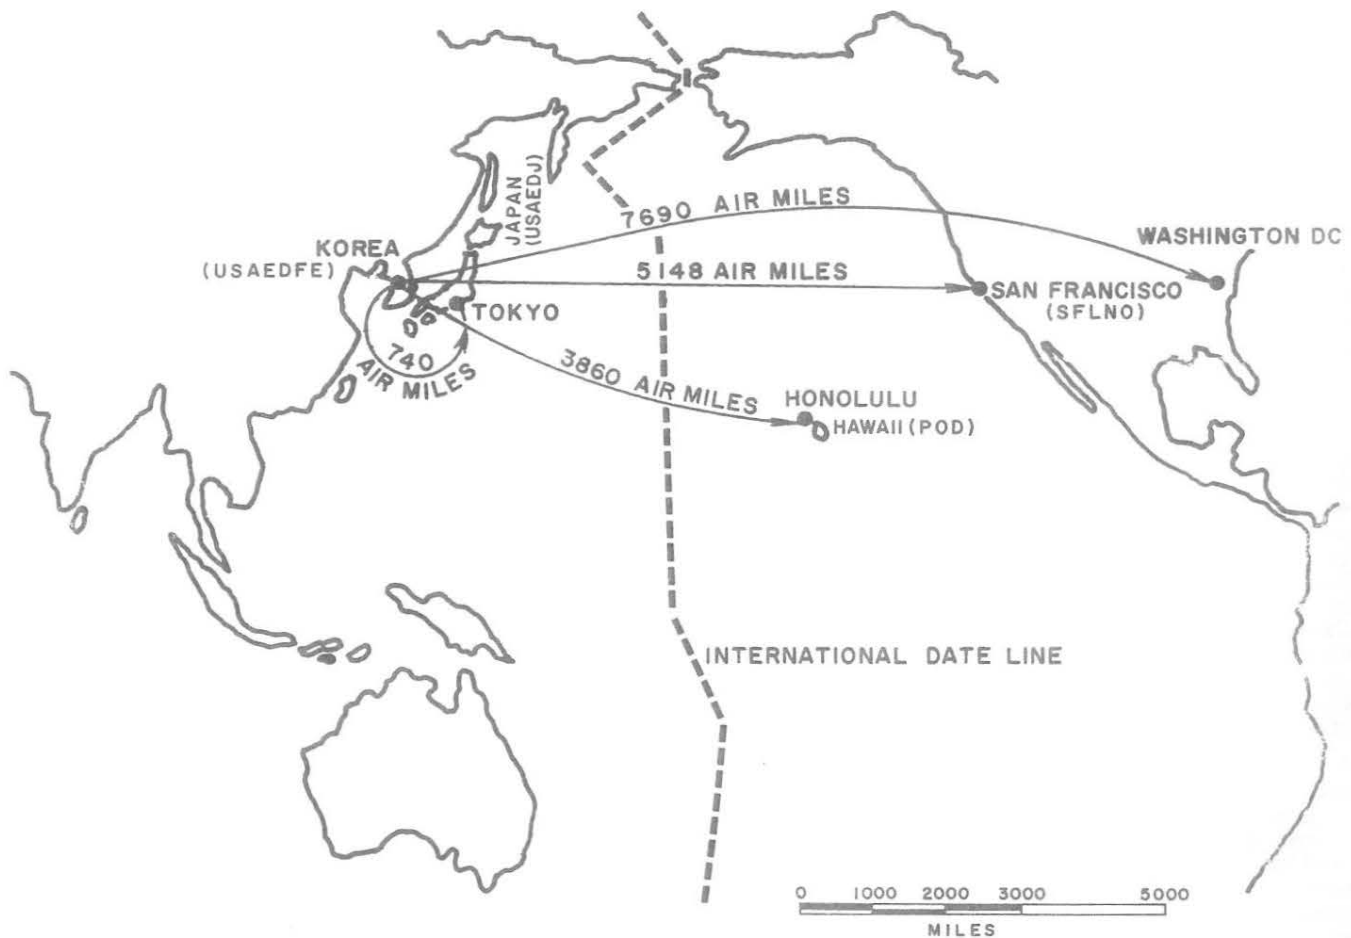 JAPAN
(USAEDJ)
7690 AIR MILES
KOREA
(USAEDFE)
WASHINGTON DC
5148 AIR MILES
SAN FRANCISCO
(SFLNO)
TOKYO
740
AIR MILES
3860 AIR MILES
HONOLULU
HAWAII (POD)
INTERNATIONAL DATE LINE
0 1000 2000 3000 5000
MILES